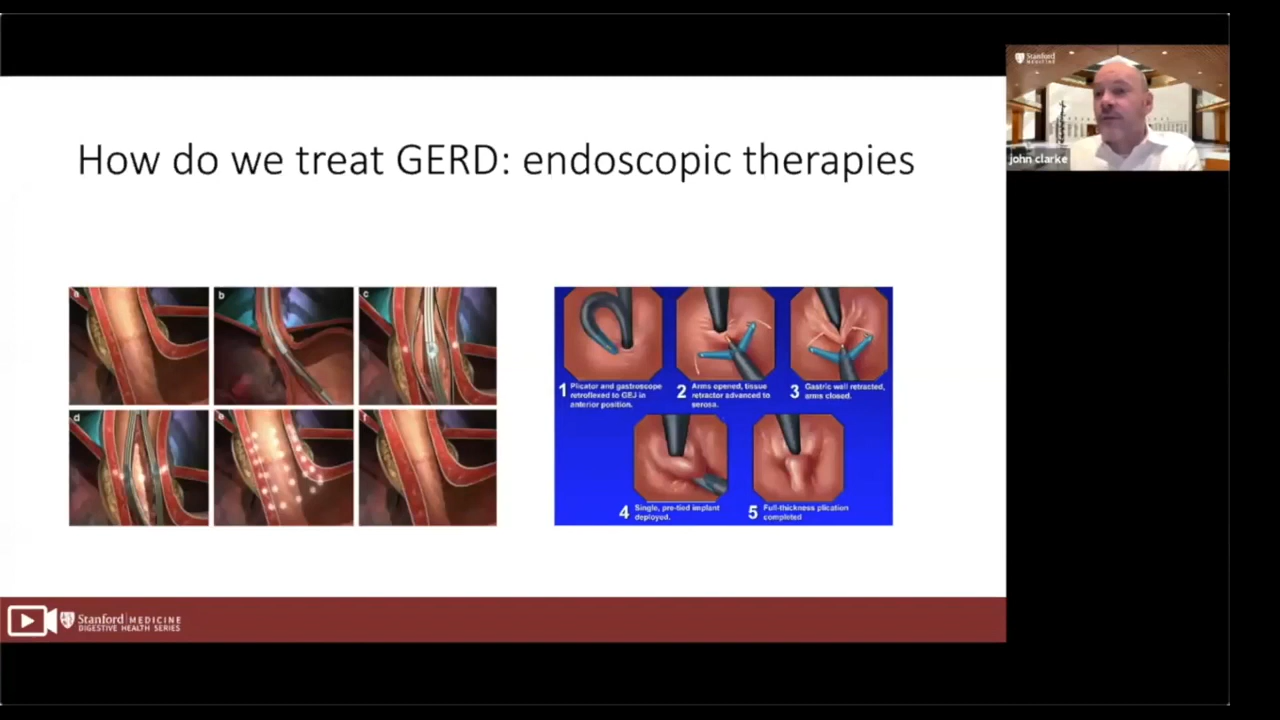 Stanford
MEDICINE
john clarke
How do we treat GERD: endoscopic therapies
a
b
c
d
e
f
1 Plicator and gastroscope
retroflexed to GEJ in
anterior position.
2 Arms opened, tissue
retractor advanced to
serosa.
3 Gastric wall retracted,
arms closed.
4 Single, pre-tied implant
deployed.
5 Full-thickness plication
completed
Stanford MEDICINE
DIGESTIVE HEALTH SERIES